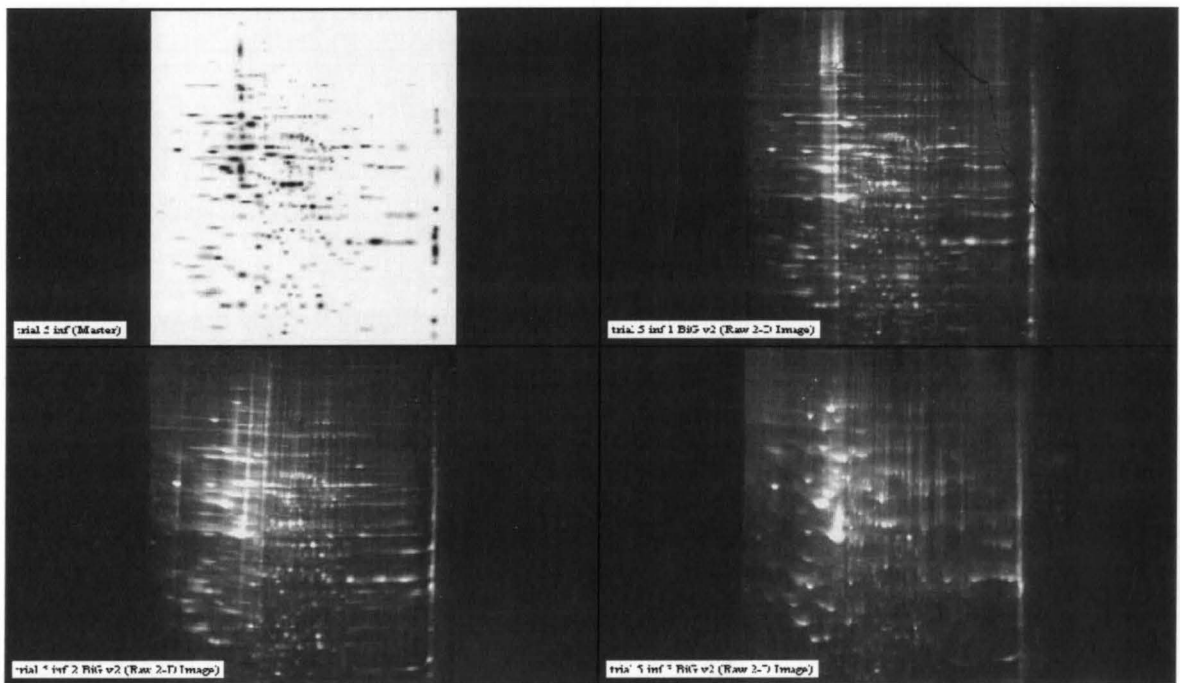 trial 5 inf (Master)
trial 5 inf 1 BiG v2 (Raw 2-D Image)
trial 5 inf 2 BiG v2 (Raw 2-D Image)
trial 5 inf 3 BiG v2 (Raw 2-D Image)